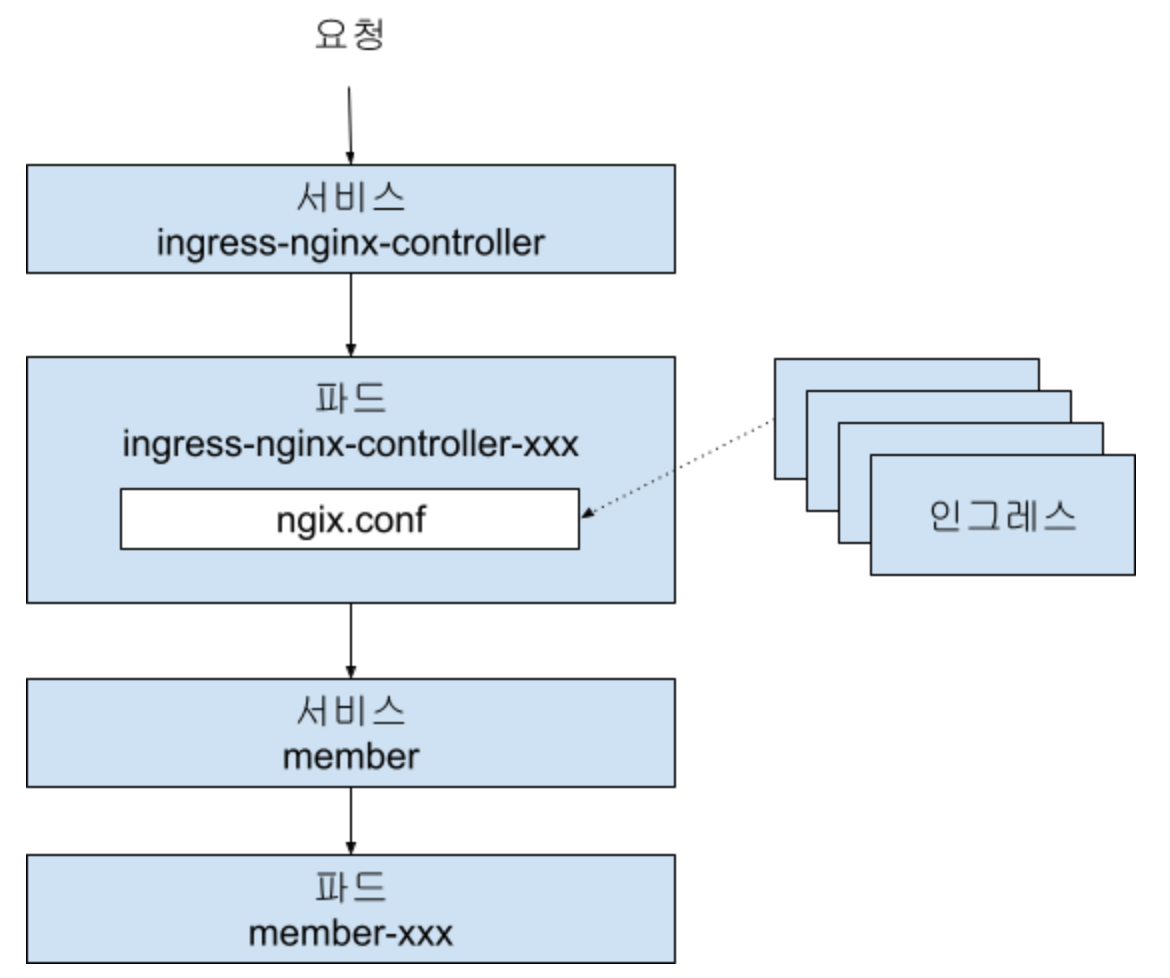 요청
서비스
ingress-nginx-controller
파드
ingress-nginx-controller-xxx
ngix.conf
인그레스
서비스
member
파드
member-xxx